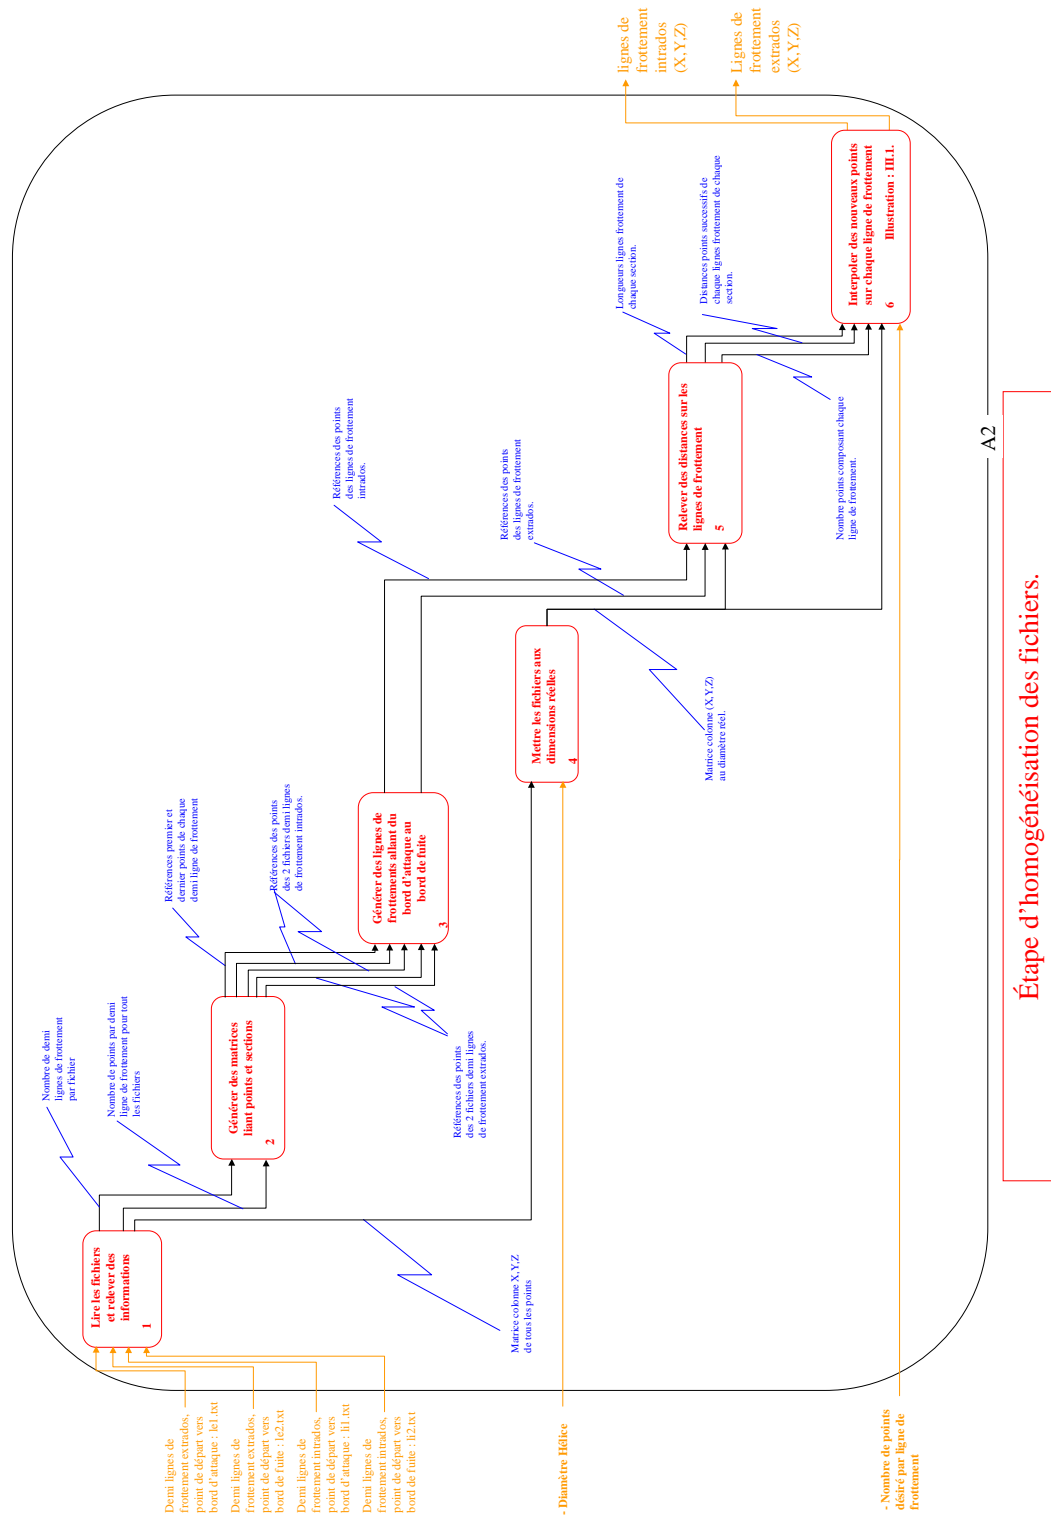 Demi lignes de
frottement extrados,
point de départ vers
bord d'attaque : le1.txt
Demi lignes de
frottement extrados,
point de départ vers
bord de fuite : le2.txt
Demi lignes de
frottement intrados,
point de départ vers
bord d'attaque : li1.txt
Demi lignes de
frottement intrados,
point de départ vers
bord de fuite : li2.txt
- Diamètre Hélice
- Nombre de points
désiré par ligne de
frottement
Lire les fichiers
et relever des
informations
1
Nombre de demi
lignes de frottement
par fichier
Nombre de points par demi
ligne de frottement pour tout
les fichiers
Matrice colonne X,Y,Z
de tous les points
Générer des matrices
liant points et sections
2
Références premier et
dernier points de chaque
demi ligne de frottement
Références des points
des 2 fichiers demi lignes
de frottement intrados.
Références des points
des 2 fichiers demi lignes
de frottement extrados.
Générer des lignes de
frottements allant du
bord d'attaque au
bord de fuite
3
Références des points
des lignes de frottement
intrados.
Références des points
des lignes de frottement
extrados.
Mettre les fichiers aux
dimensions réelles
4
Matrice colonne (X,Y,Z)
au diamètre réel.
Relever des distances sur les
lignes de frottement
5
Longueurs lignes frottement de
chaque section.
Distances points successifs de
chaque lignes frottement de chaque
section.
Nombre points composant chaque
ligne de frottement.
Interpoler des nouveaux points
sur chaque ligne de frottement
6 Illustration : III.1.
lignes de
frottement
intrados
(X,Y,Z)
Lignes de
frottement
extrados
(X,Y,Z)
A2
Étape d'homogénéisation des fichiers.